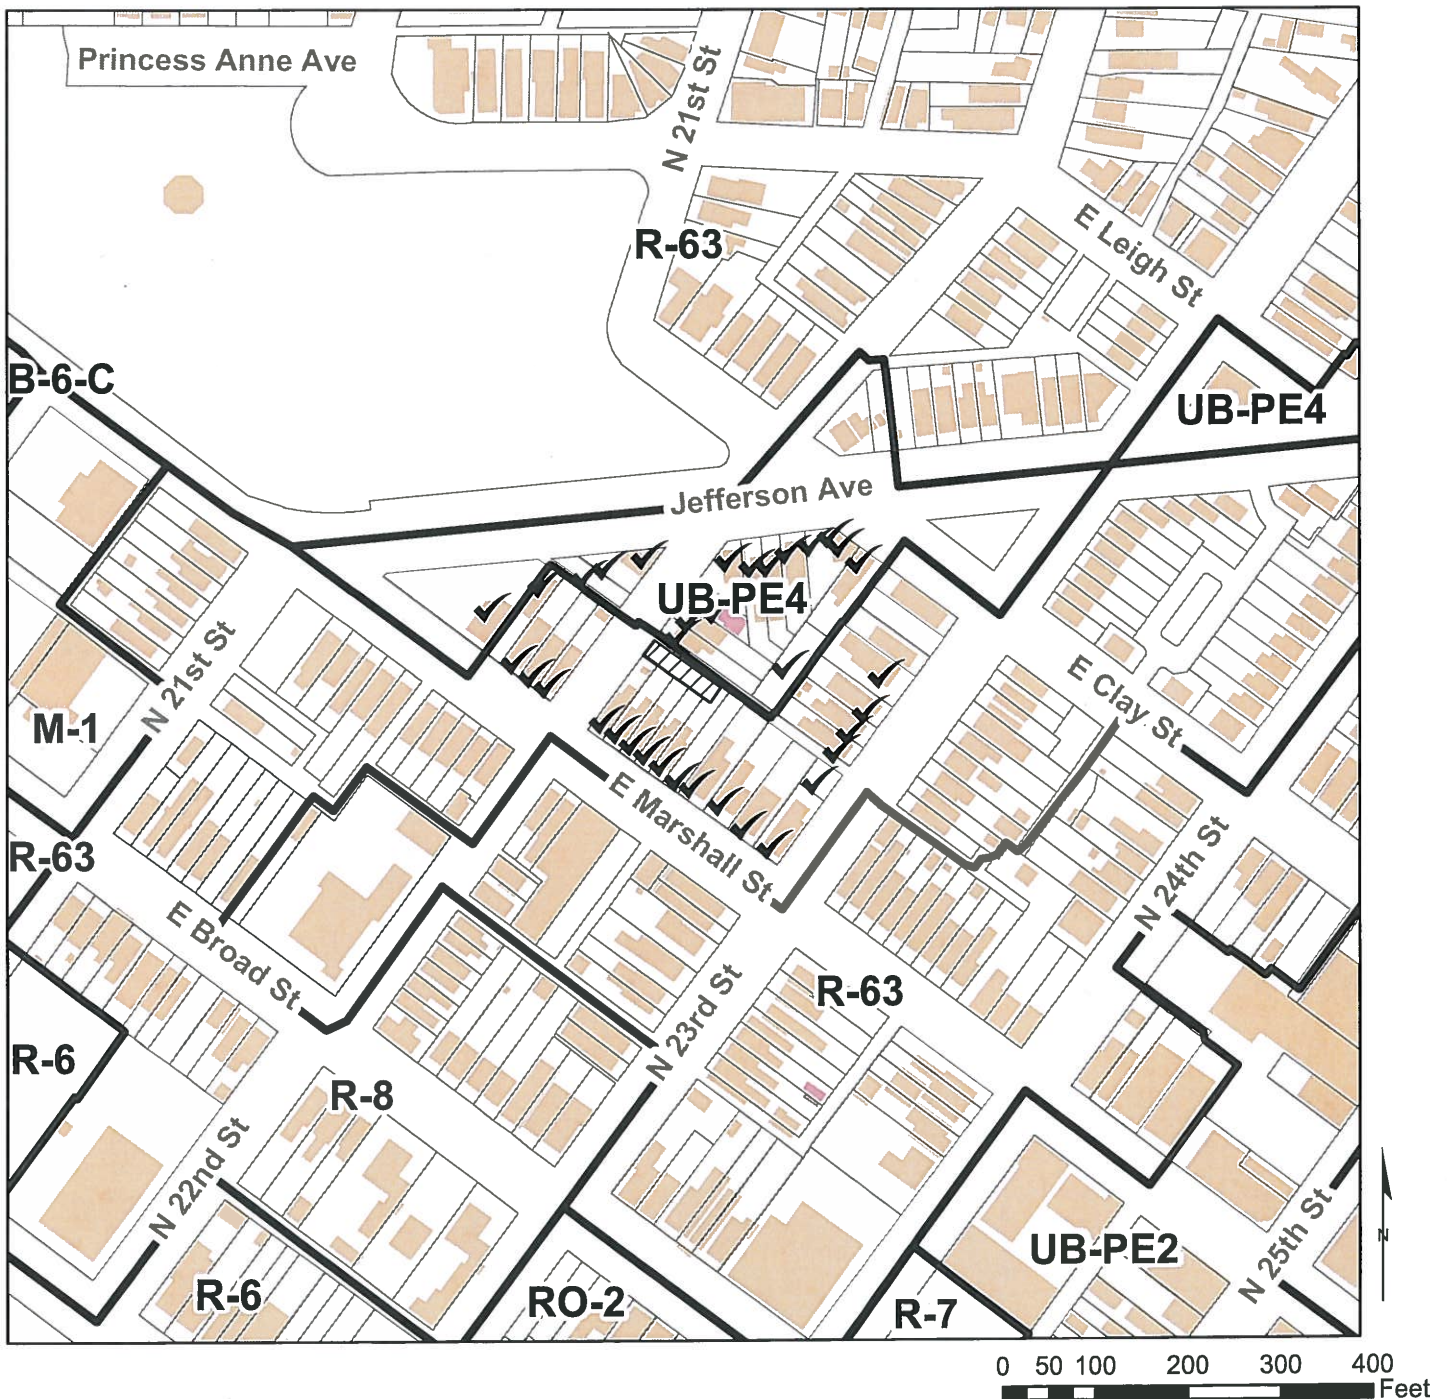 Princess Anne Ave
N 21st St
E Leigh St
R-63
B-6-C
UB-PE4
Jefferson Ave
UB-PE4
N 21st St
E Clay St
M-1
E Marshall St
N 24th St
R-63
E Broad St
N 23rd St
R-63
R-6
R-8
N 22nd St
UB-PE2
N 25th St
R-6
RO-2
R-7
N
0 50 100 200 300 400
Feet